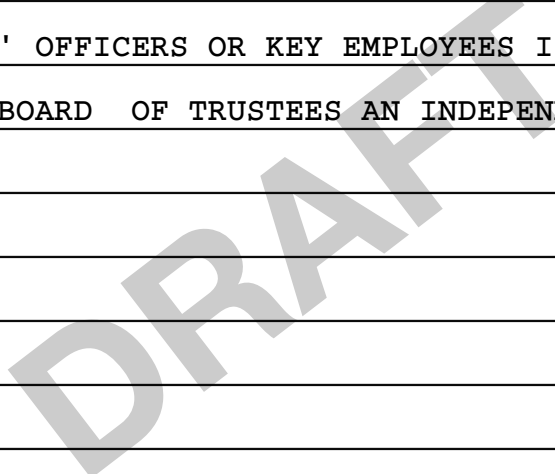 ' OFFICERS OR KEY EMPLOYEES I
BOARD  OF TRUSTEES AN INDEPEN
DRAFT